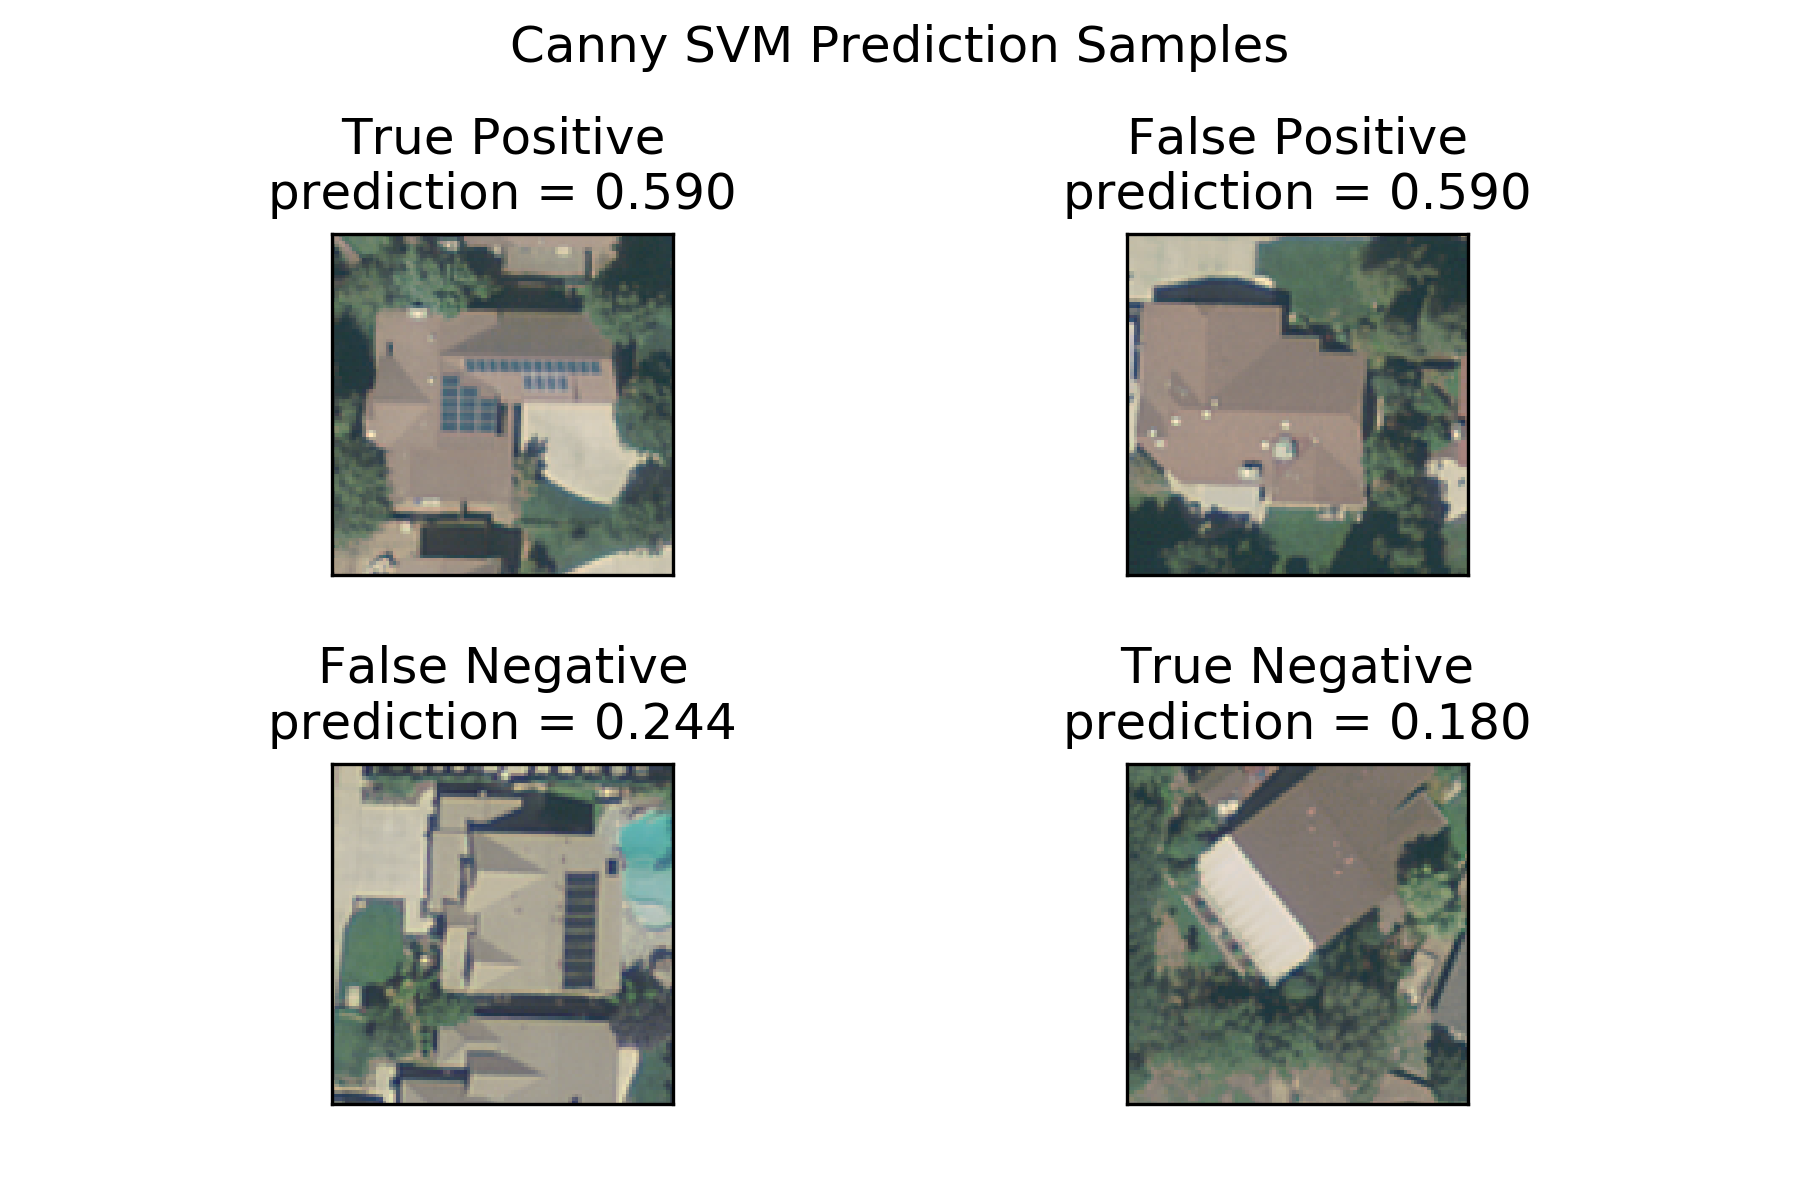 Canny SVM Prediction Samples
True Positive
prediction = 0.590
False Positive
prediction = 0.590
False Negative
prediction = 0.244
True Negative
prediction = 0.180